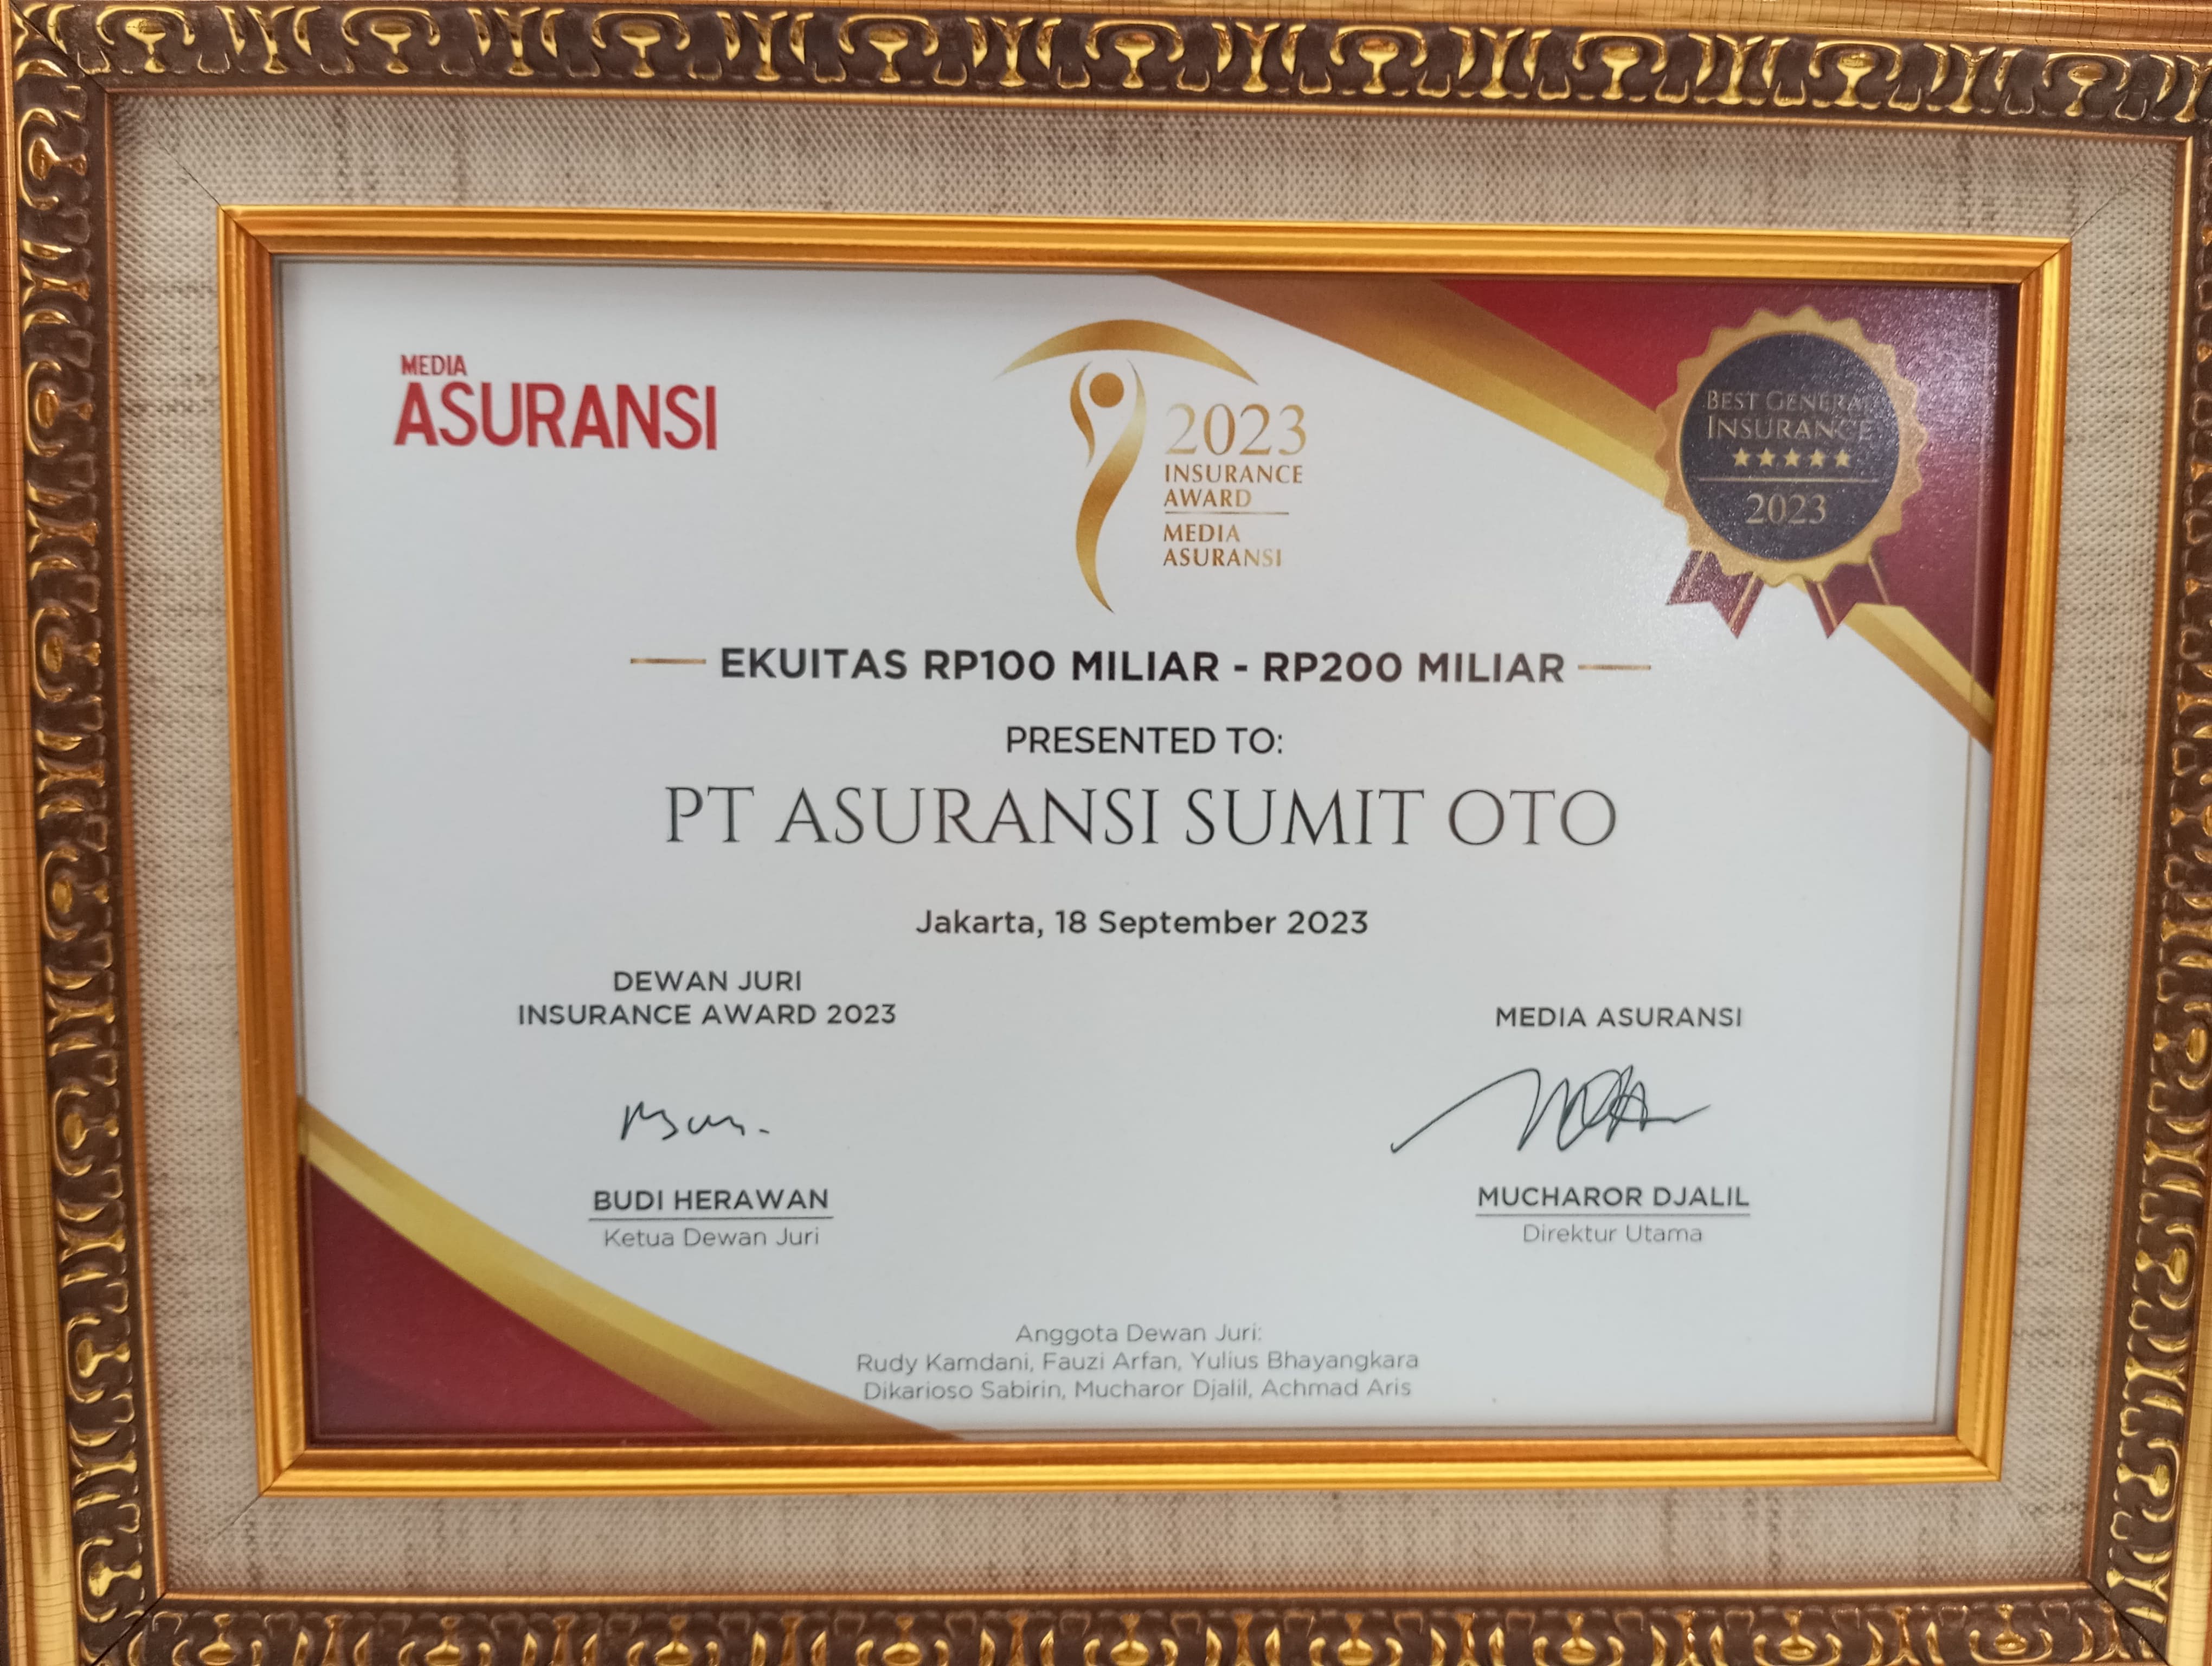 MEDIA
ASURANSI
2023
INSURANCE
AWARD
MEDIA
ASURANSI
BEST GENERAL
INSURANCE
2023
EKUITAS RP100 MILIAR - RP200 MILIAR
PRESENTED TO:
PT ASURANSI SUMIT OTO
Jakarta, 18 September 2023
DEWAN JURI
INSURANCE AWARD 2023
BUDI HERAWAN
Ketua Dewan Juri
MEDIA ASURANSI
MUCHAROR DJALIL
Direktur Utama
Anggota Dewan Juri:
Rudy Kamdani, Fauzi Arfan, Yulius Bhayangkara
Dikarioso Sabirin, Mucharor Djalil, Achmad Aris